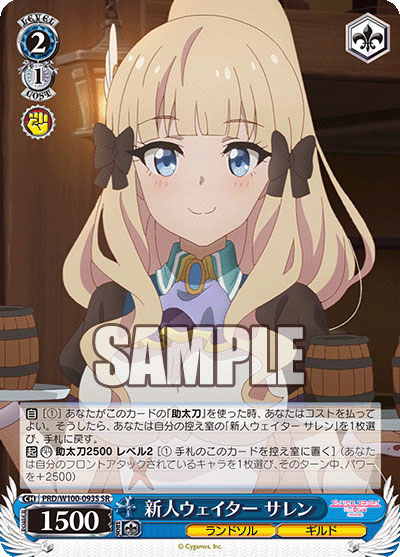 LEVEL
2
1
COST
SAMPLE
自 [①] あなたがこのカードの「助太刀」を使った時、あなたはコストを払って
よい。そうしたら、あなたは自分の控え室の「新人ウェイター サレン」を1枚選
び、手札に戻す。
起 助太刀2500 レベル2 [① 手札のこのカードを控え室に置く] (あなた
は自分のフロントアタックされているキャラを1枚選び、そのターン中、パワー
を+2500)
CH PRD/W100-093S SR
1500
新人ウェイター サレン
ランドソル
ギルド
© Cygames, Inc.